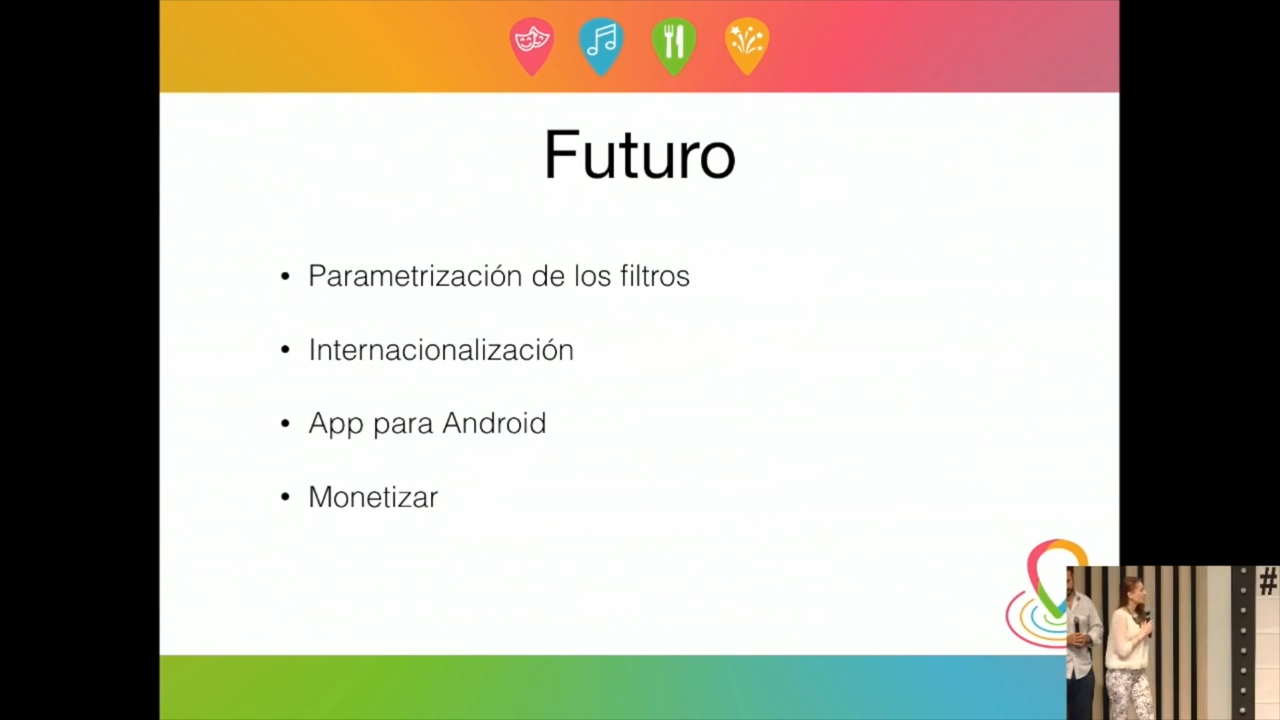 Futuro
• Parametrización de los filtros
• Internacionalización
• App para Android
• Monetizar
#